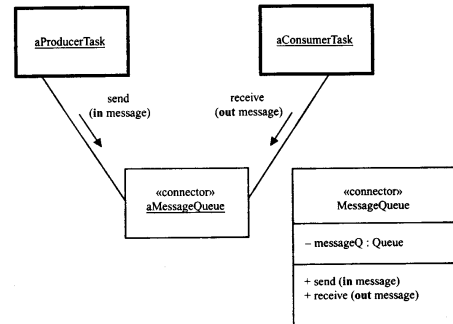 aProducerTask
aConsumerTask
send
(in message)
receive
(out message)
«connector»
aMessageQueue
«connector»
MessageQueue
– messageQ : Queue
+ send (in message)
+ receive (out message)